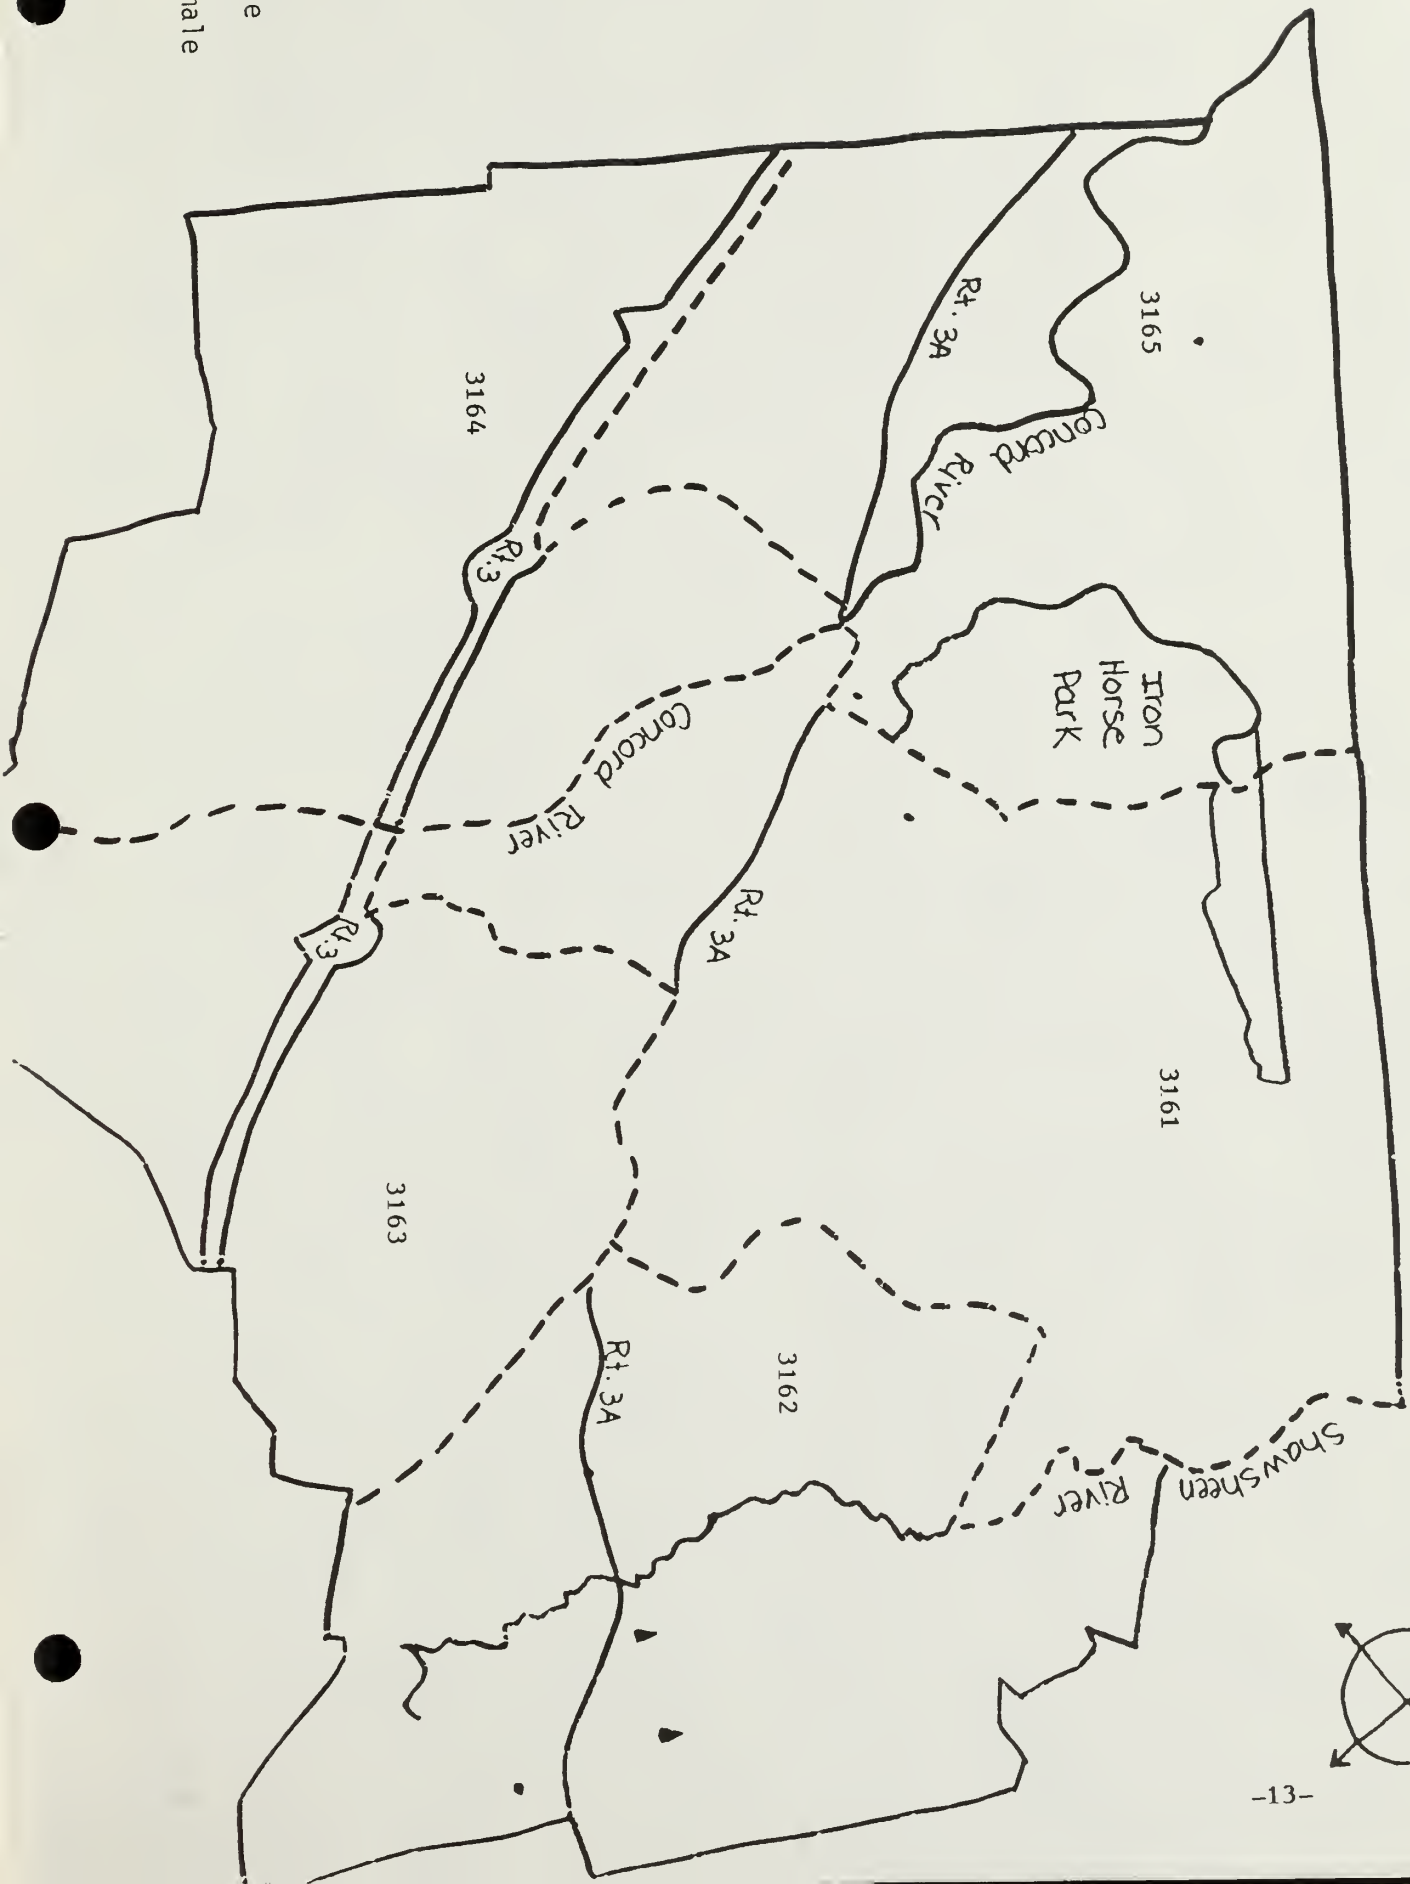 e
male
3165
Rt. 3A
Concord
River
3164
Rt.3
Iron
Horse
Park
Concord
River
Rt. 3A
Rt.3
3161
3163
3162
Rt. 3A
Shawsheen
River
-13-